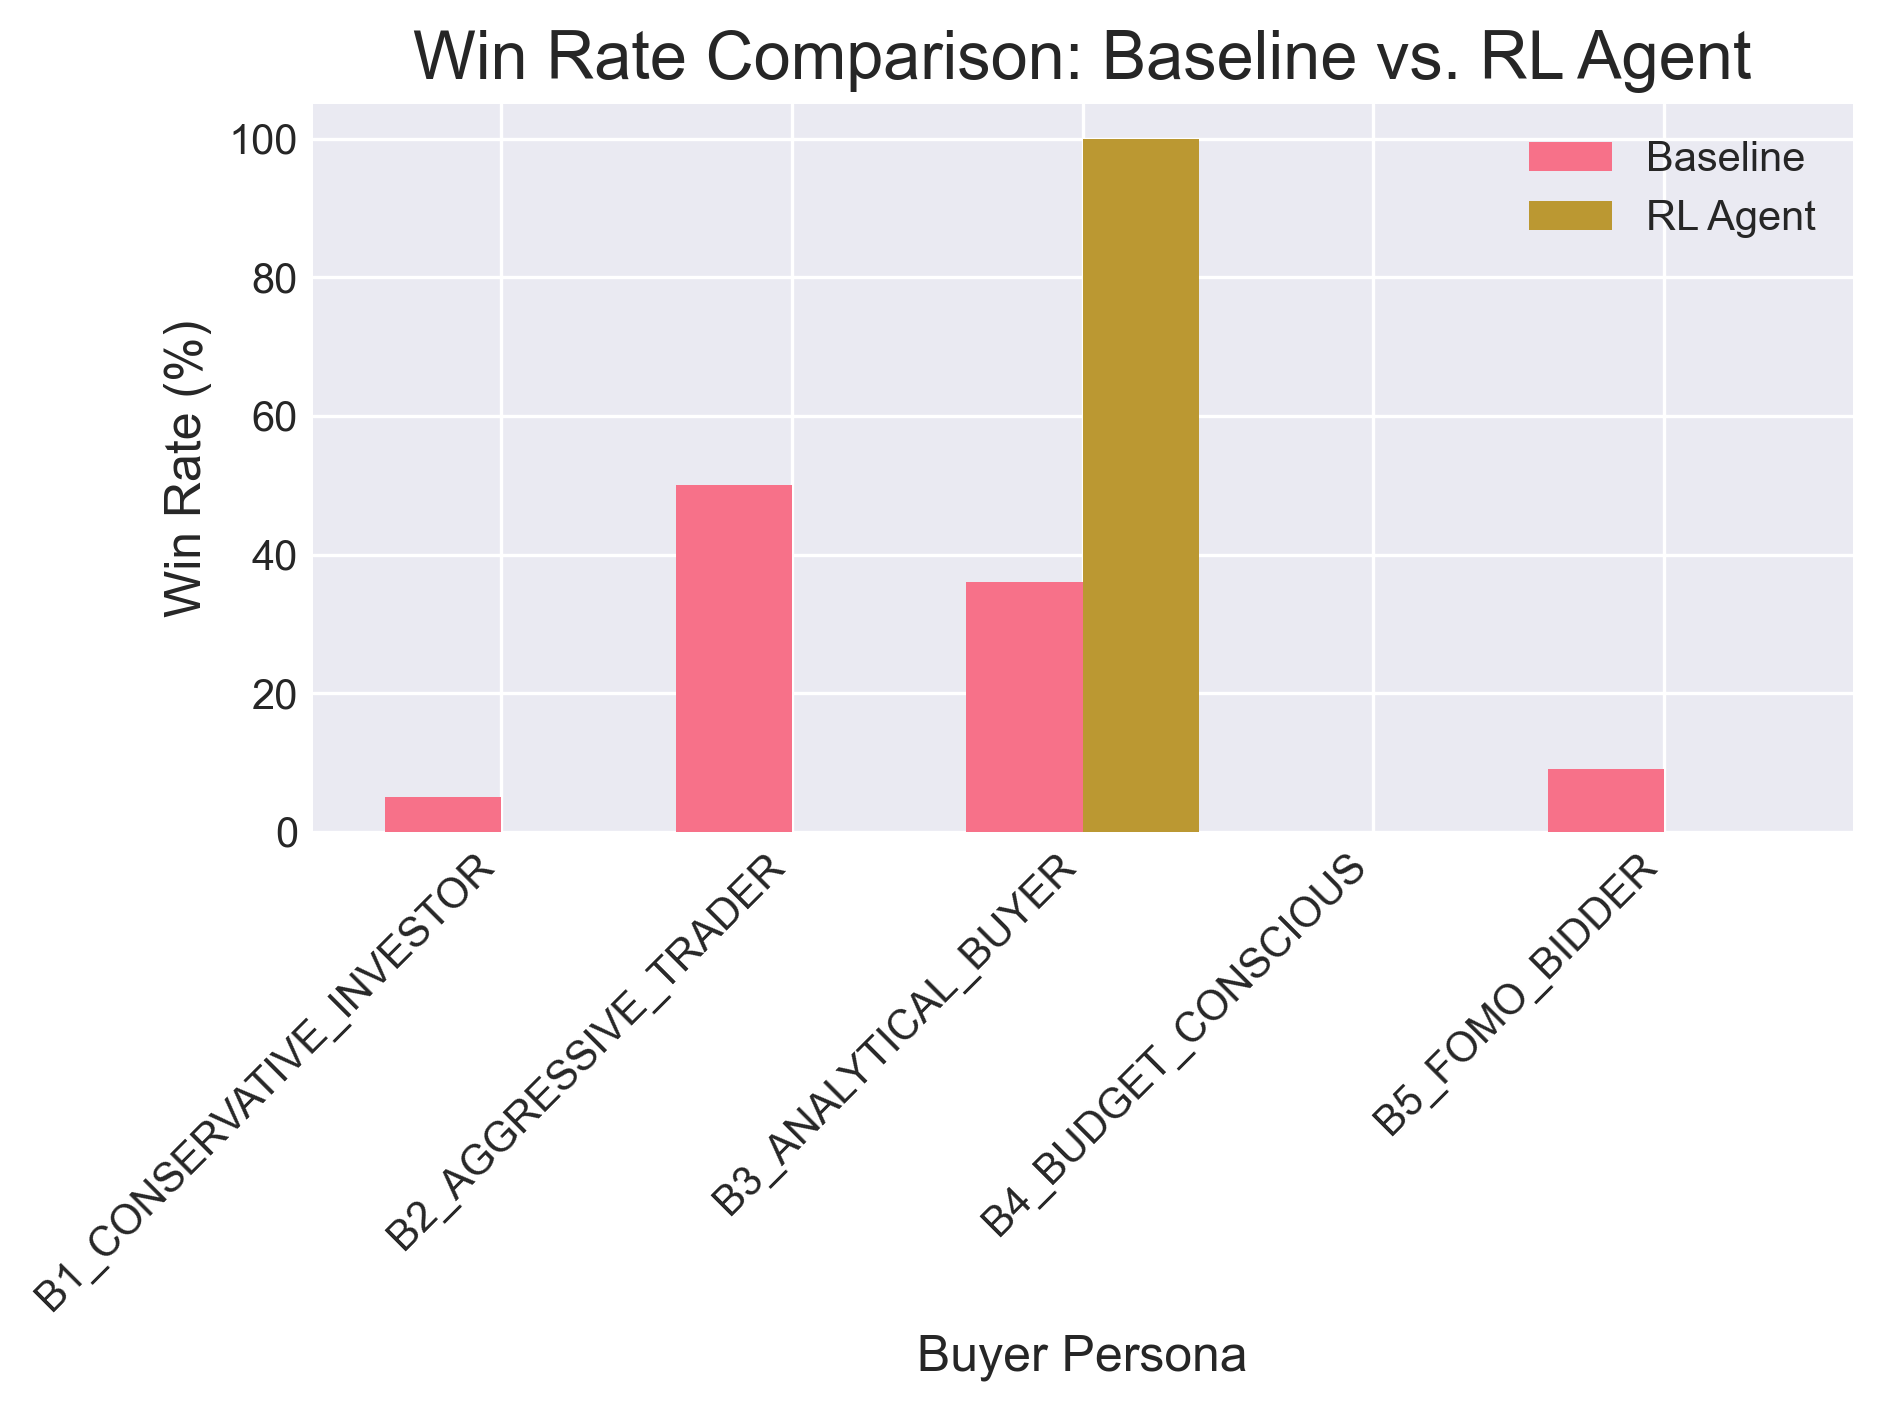 Win Rate Comparison: Baseline vs. RL Agent
Baseline
RL Agent
Win Rate (%)
100
80
60
40
20
0
B1_CONSERVATIVE_INVESTOR
B2_AGGRESSIVE_TRADER
B3_ANALYTICAL_BUYER
B4_BUDGET_CONSCIOUS
B5_FOMO_BIDDER
Buyer Persona